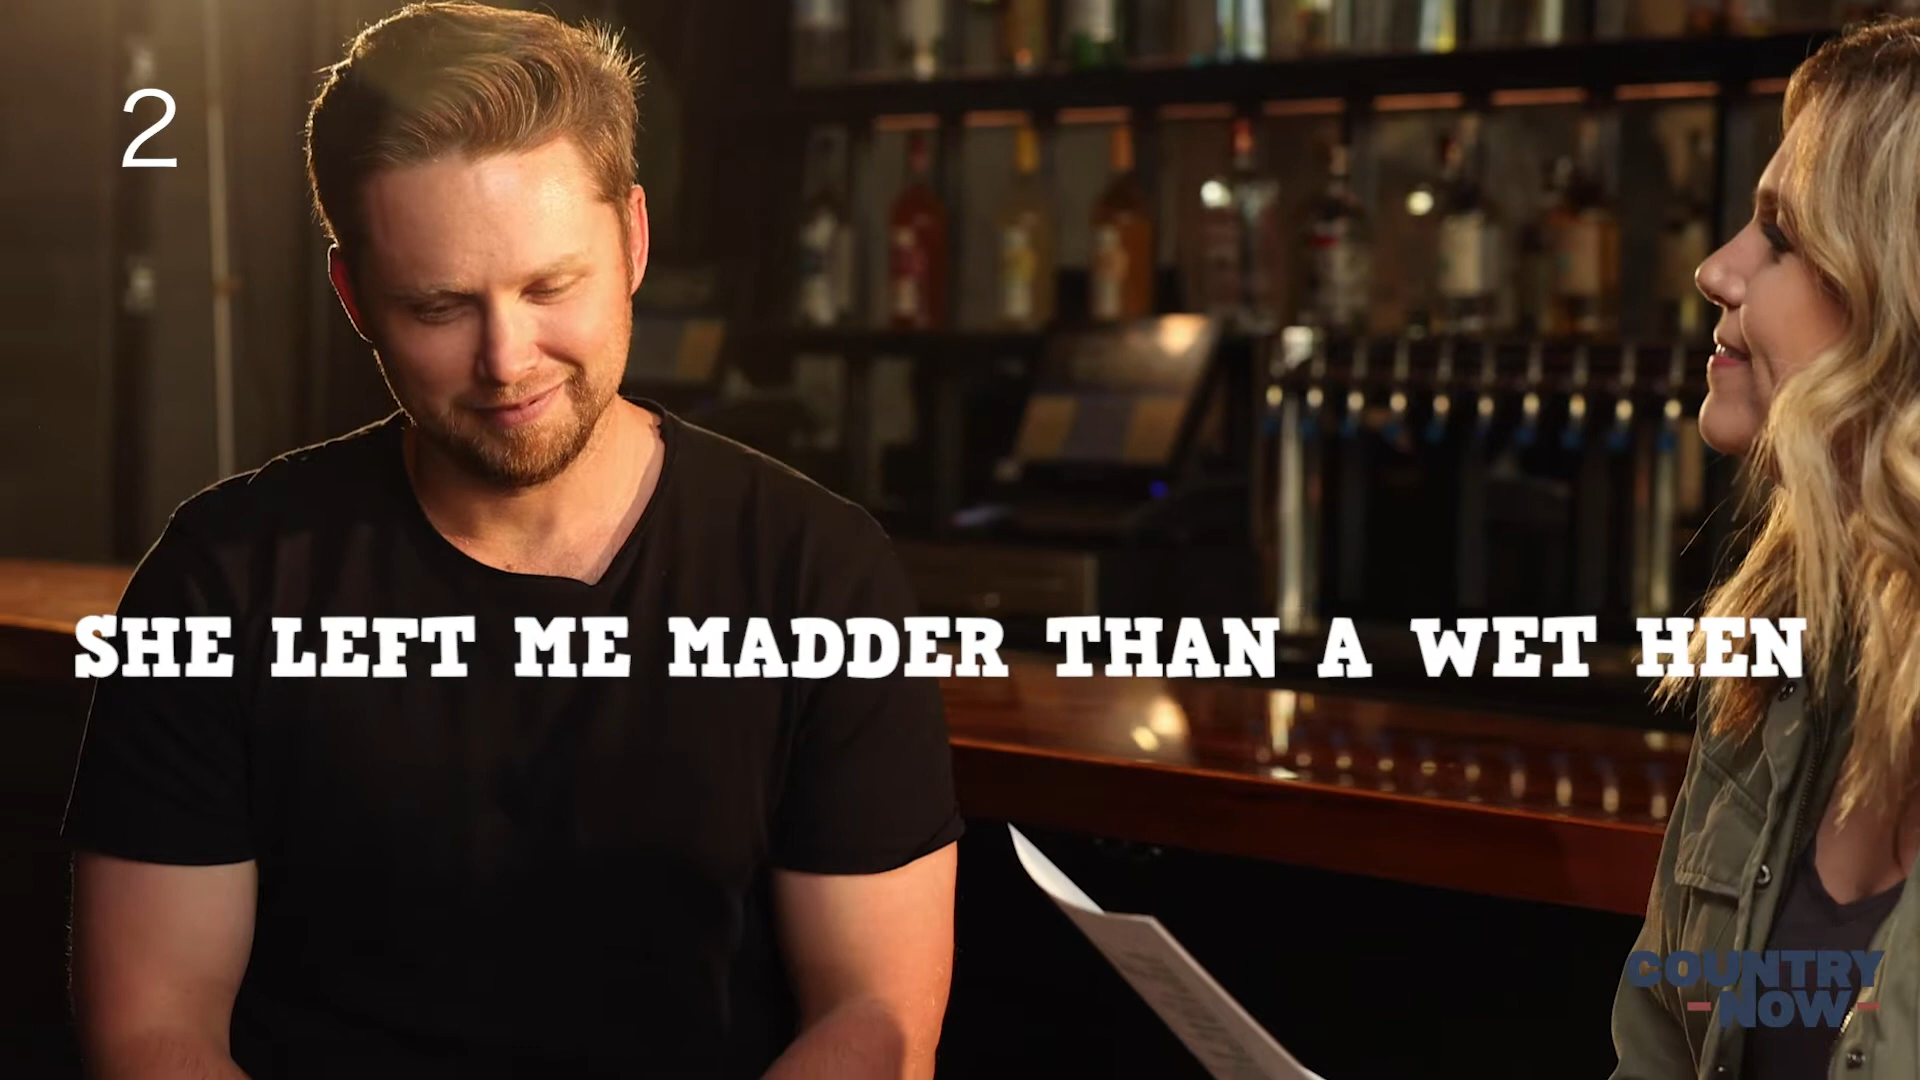 2
SHE LEFT ME MADDER THAN A WET HEN
COUNTRY
NOW